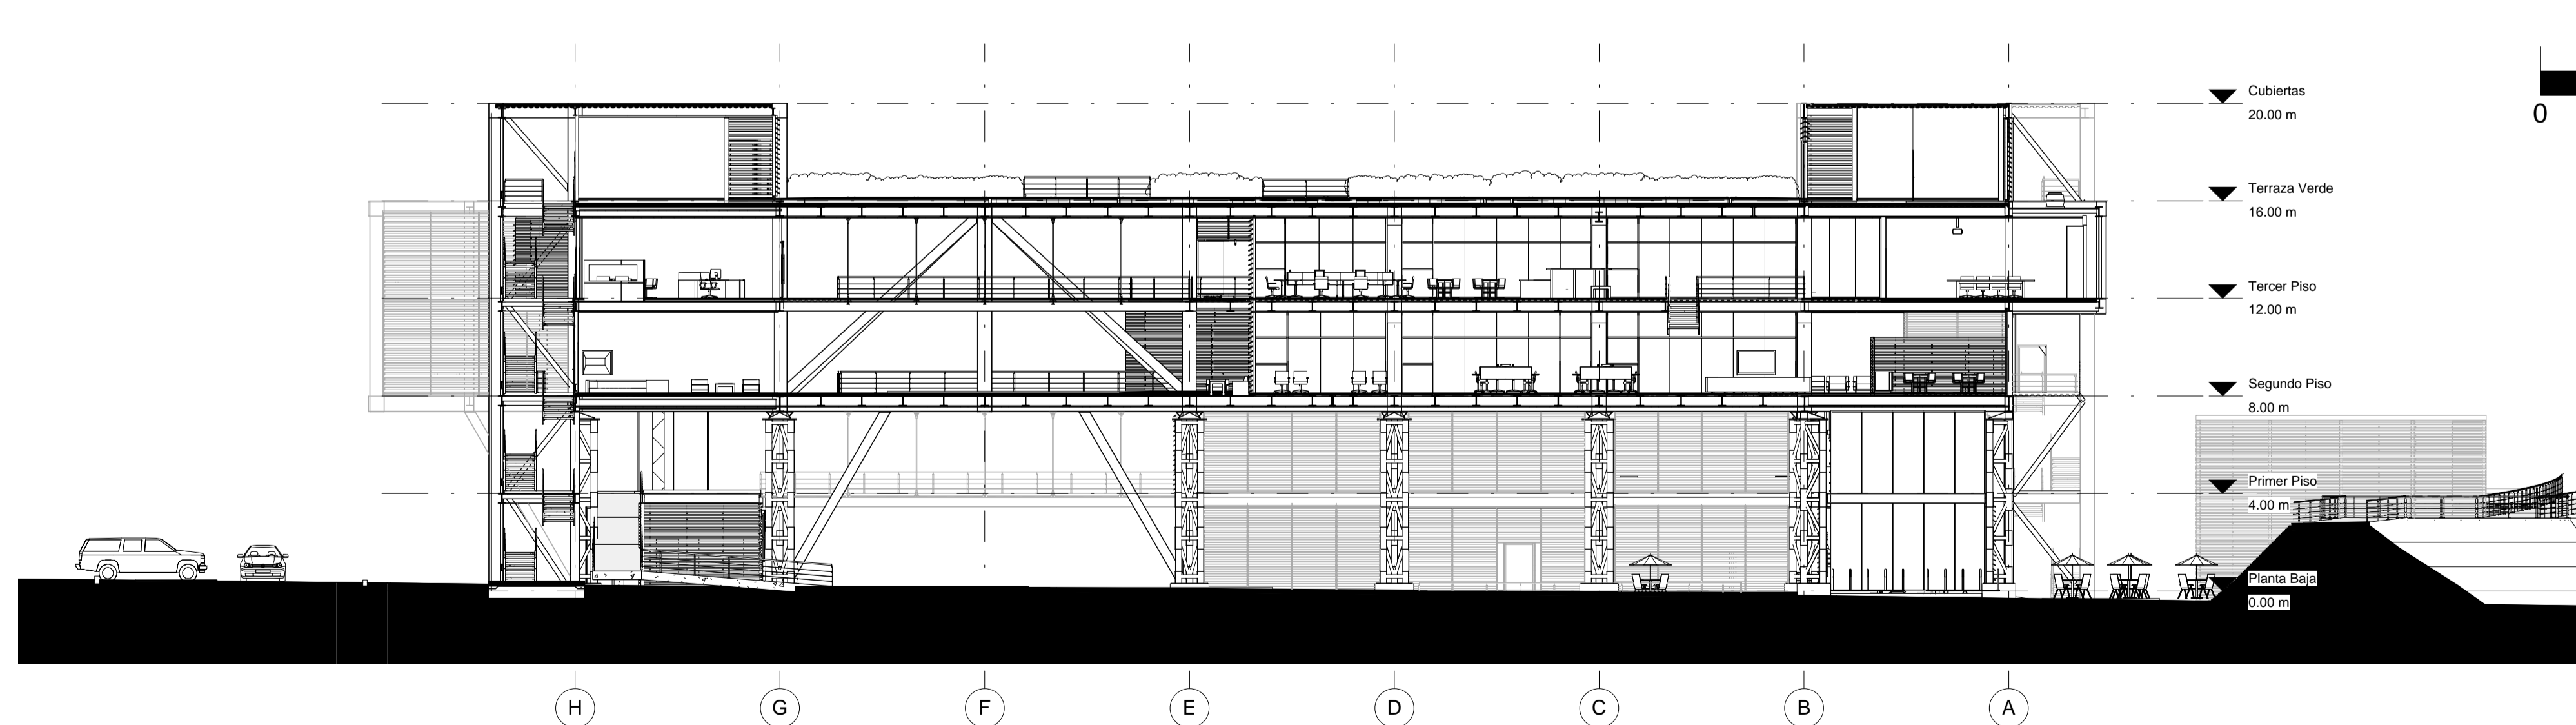 Cubiertas
20.00 m
0
Terraza Verde
16.00 m
Tercer Piso
12.00 m
Segundo Piso
8.00 m
Primer Piso
4.00 m
Planta Baja
0.00 m
H G F E D C B A